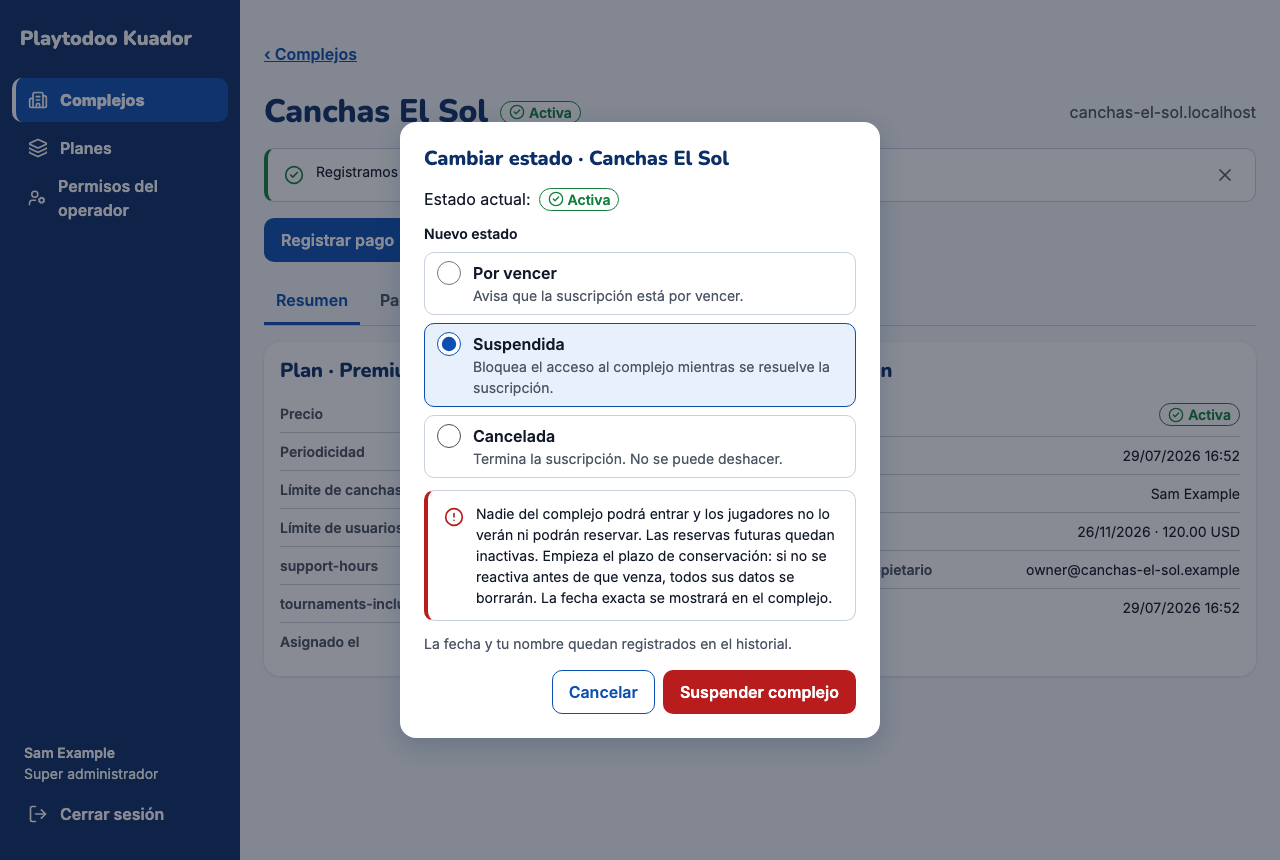 Playtodoo Kuador
Complejos
Planes
Permisos del
operador
Sam Example
Super administrador
Cerrar sesión
‹ Complejos
Canchas El Sol
Activa
canchas-el-sol.localhost
Registramos
Registrar pago
Resumen
Plan · Premiu
Precio
Periodicidad
Límite de canchas
Límite de usuarios
support-hours
Asignado el
Activa
29/07/2026 16:52
Sam Example
26/11/2026 · 120.00 USD
owner@canchas-el-sol.example
29/07/2026 16:52
Cambiar estado · Canchas El Sol
Estado actual: Activa
Nuevo estado
Por vencer
Avisa que la suscripción está por vencer.
Suspendida
Bloquea el acceso al complejo mientras se resuelve la
suscripción.
Cancelada
Termina la suscripción. No se puede deshacer.
Nadie del complejo podrá entrar y los jugadores no lo
verán ni podrán reservar. Las reservas futuras quedan
inactivas. Empieza el plazo de conservación: si no se
reactiva antes de que venza, todos sus datos se
borrarán. La fecha exacta se mostrará en el complejo.
La fecha y tu nombre quedan registrados en el historial.
Cancelar
Suspender complejo